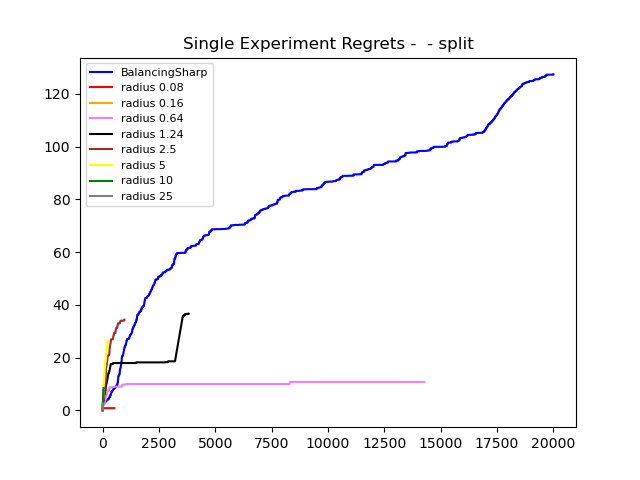 Single Experiment Regrets -  - split
BalancingSharp
radius 0.08
radius 0.16
radius 0.64
radius 1.24
radius 2.5
radius 5
radius 10
radius 25
120
100
80
60
40
20
0
0 2500 5000 7500 10000 12500 15000 17500 20000